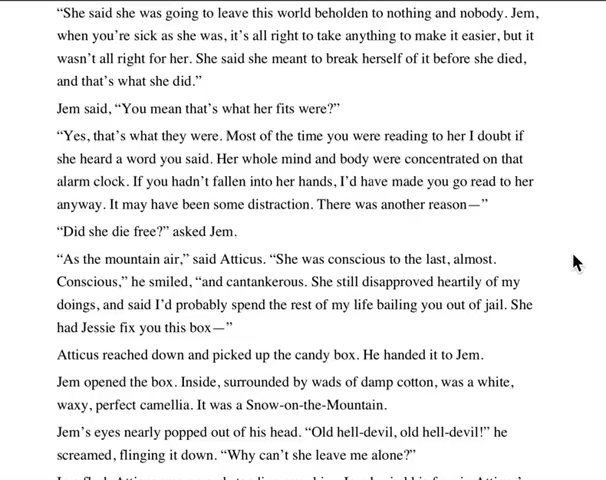 “She said she was going to leave this world beholden to nothing and nobody. Jem,
when you’re sick as she was, it’s all right to take anything to make it easier, but it
wasn’t all right for her. She said she meant to break herself of it before she died,
and that’s what she did.”
Jem said, “You mean that’s what her fits were?”
“Yes, that’s what they were. Most of the time you were reading to her I doubt if
she heard a word you said. Her whole mind and body were concentrated on that
alarm clock. If you hadn’t fallen into her hands, I’d have made you go read to her
anyway. It may have been some distraction. There was another reason—”
“Did she die free?” asked Jem.
“As the mountain air,” said Atticus. “She was conscious to the last, almost.
Conscious,” he smiled, “and cantankerous. She still disapproved heartily of my
doings, and said I’d probably spend the rest of my life bailing you out of jail. She
had Jessie fix you this box—”
Atticus reached down and picked up the candy box. He handed it to Jem.
Jem opened the box. Inside, surrounded by wads of damp cotton, was a white,
waxy, perfect camellia. It was a Snow-on-the-Mountain.
Jem’s eyes nearly popped out of his head. “Old hell-devil, old hell-devil!” he
screamed, flinging it down. “Why can’t she leave me alone?”